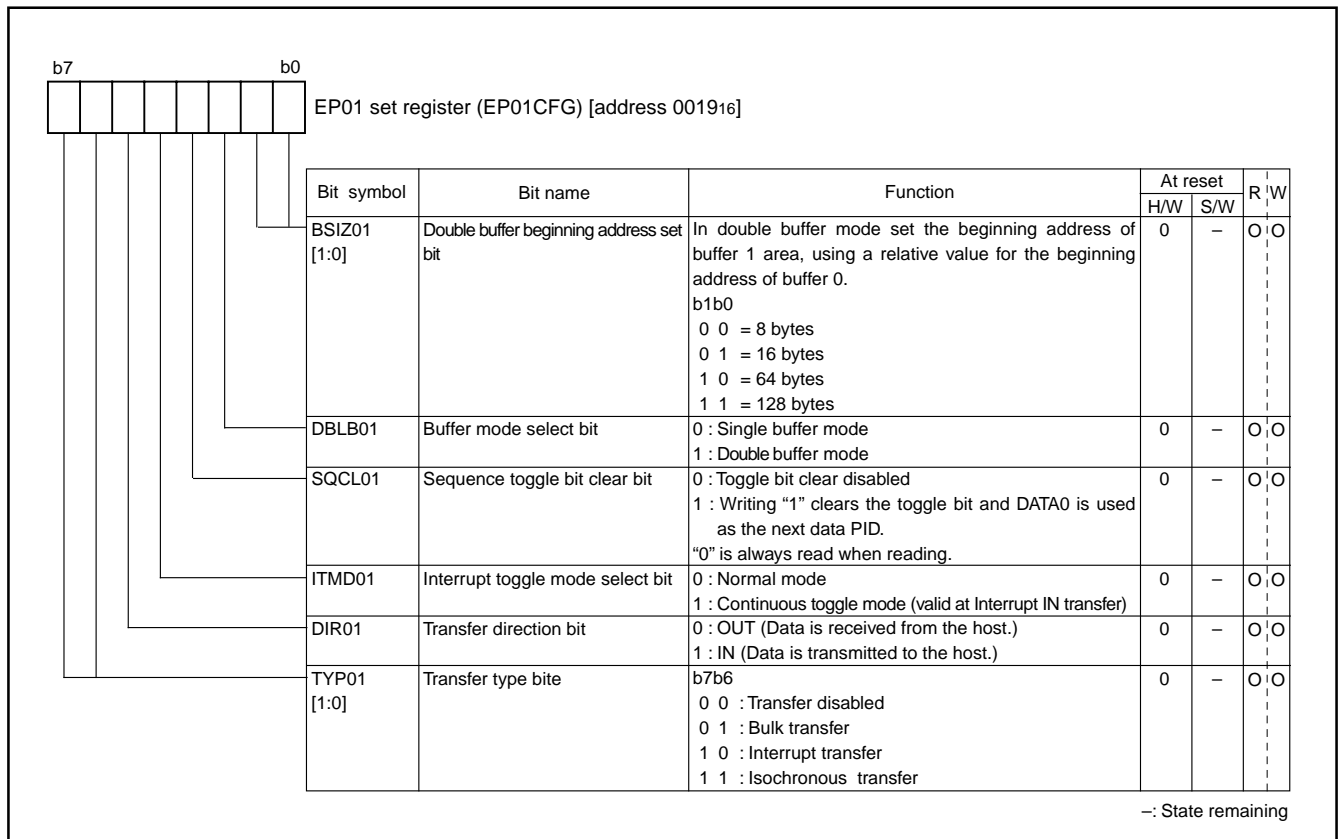 b7 b0
EP01 set register (EP01CFG) [address 001916]
Bit symbol Bit name Function At reset R W
H/W S/W
BSIZ01 Double buffer beginning address set In double buffer mode set the beginning address of 0 – O O
[1:0] bit buffer 1 area, using a relative value for the beginning
address of buffer 0.
b1b0
0 0 = 8 bytes
0 1 = 16 bytes
1 0 = 64 bytes
1 1 = 128 bytes
DBLB01 Buffer mode select bit 0 : Single buffer mode 0 – O O
1 : Double buffer mode
SQCL01 Sequence toggle bit clear bit 0 : Toggle bit clear disabled 0 – O O
1 : Writing “1” clears the toggle bit and DATA0 is used
as the next data PID.
“0” is always read when reading.
ITMD01 Interrupt toggle mode select bit 0 : Normal mode 0 – O O
1 : Continuous toggle mode (valid at Interrupt IN transfer)
DIR01 Transfer direction bit 0 : OUT (Data is received from the host.) 0 – O O
1 : IN (Data is transmitted to the host.)
TYP01 Transfer type bite b7b6 0 – O O
[1:0] 0 0 : Transfer disabled
0 1 : Bulk transfer
1 0 : Interrupt transfer
1 1 : Isochronous transfer
–: State remaining